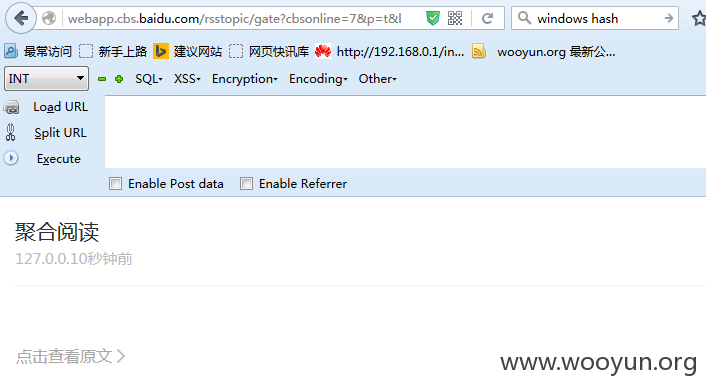 webapp.cbs.baidu.com/rsstopic/gate?cbsonline=7&p=t&l
windows hash
最常访问 新手上路 建议网站 网页快讯库 http://192.168.0.1/in... wooyun.org 最新公...
INT SQL XSS Encryption Encoding Other
Load URL
Split URL
Execute
Enable Post data Enable Referrer
聚合阅读
127.0.0.10秒钟前
点击查看原文
www.wooyun.org